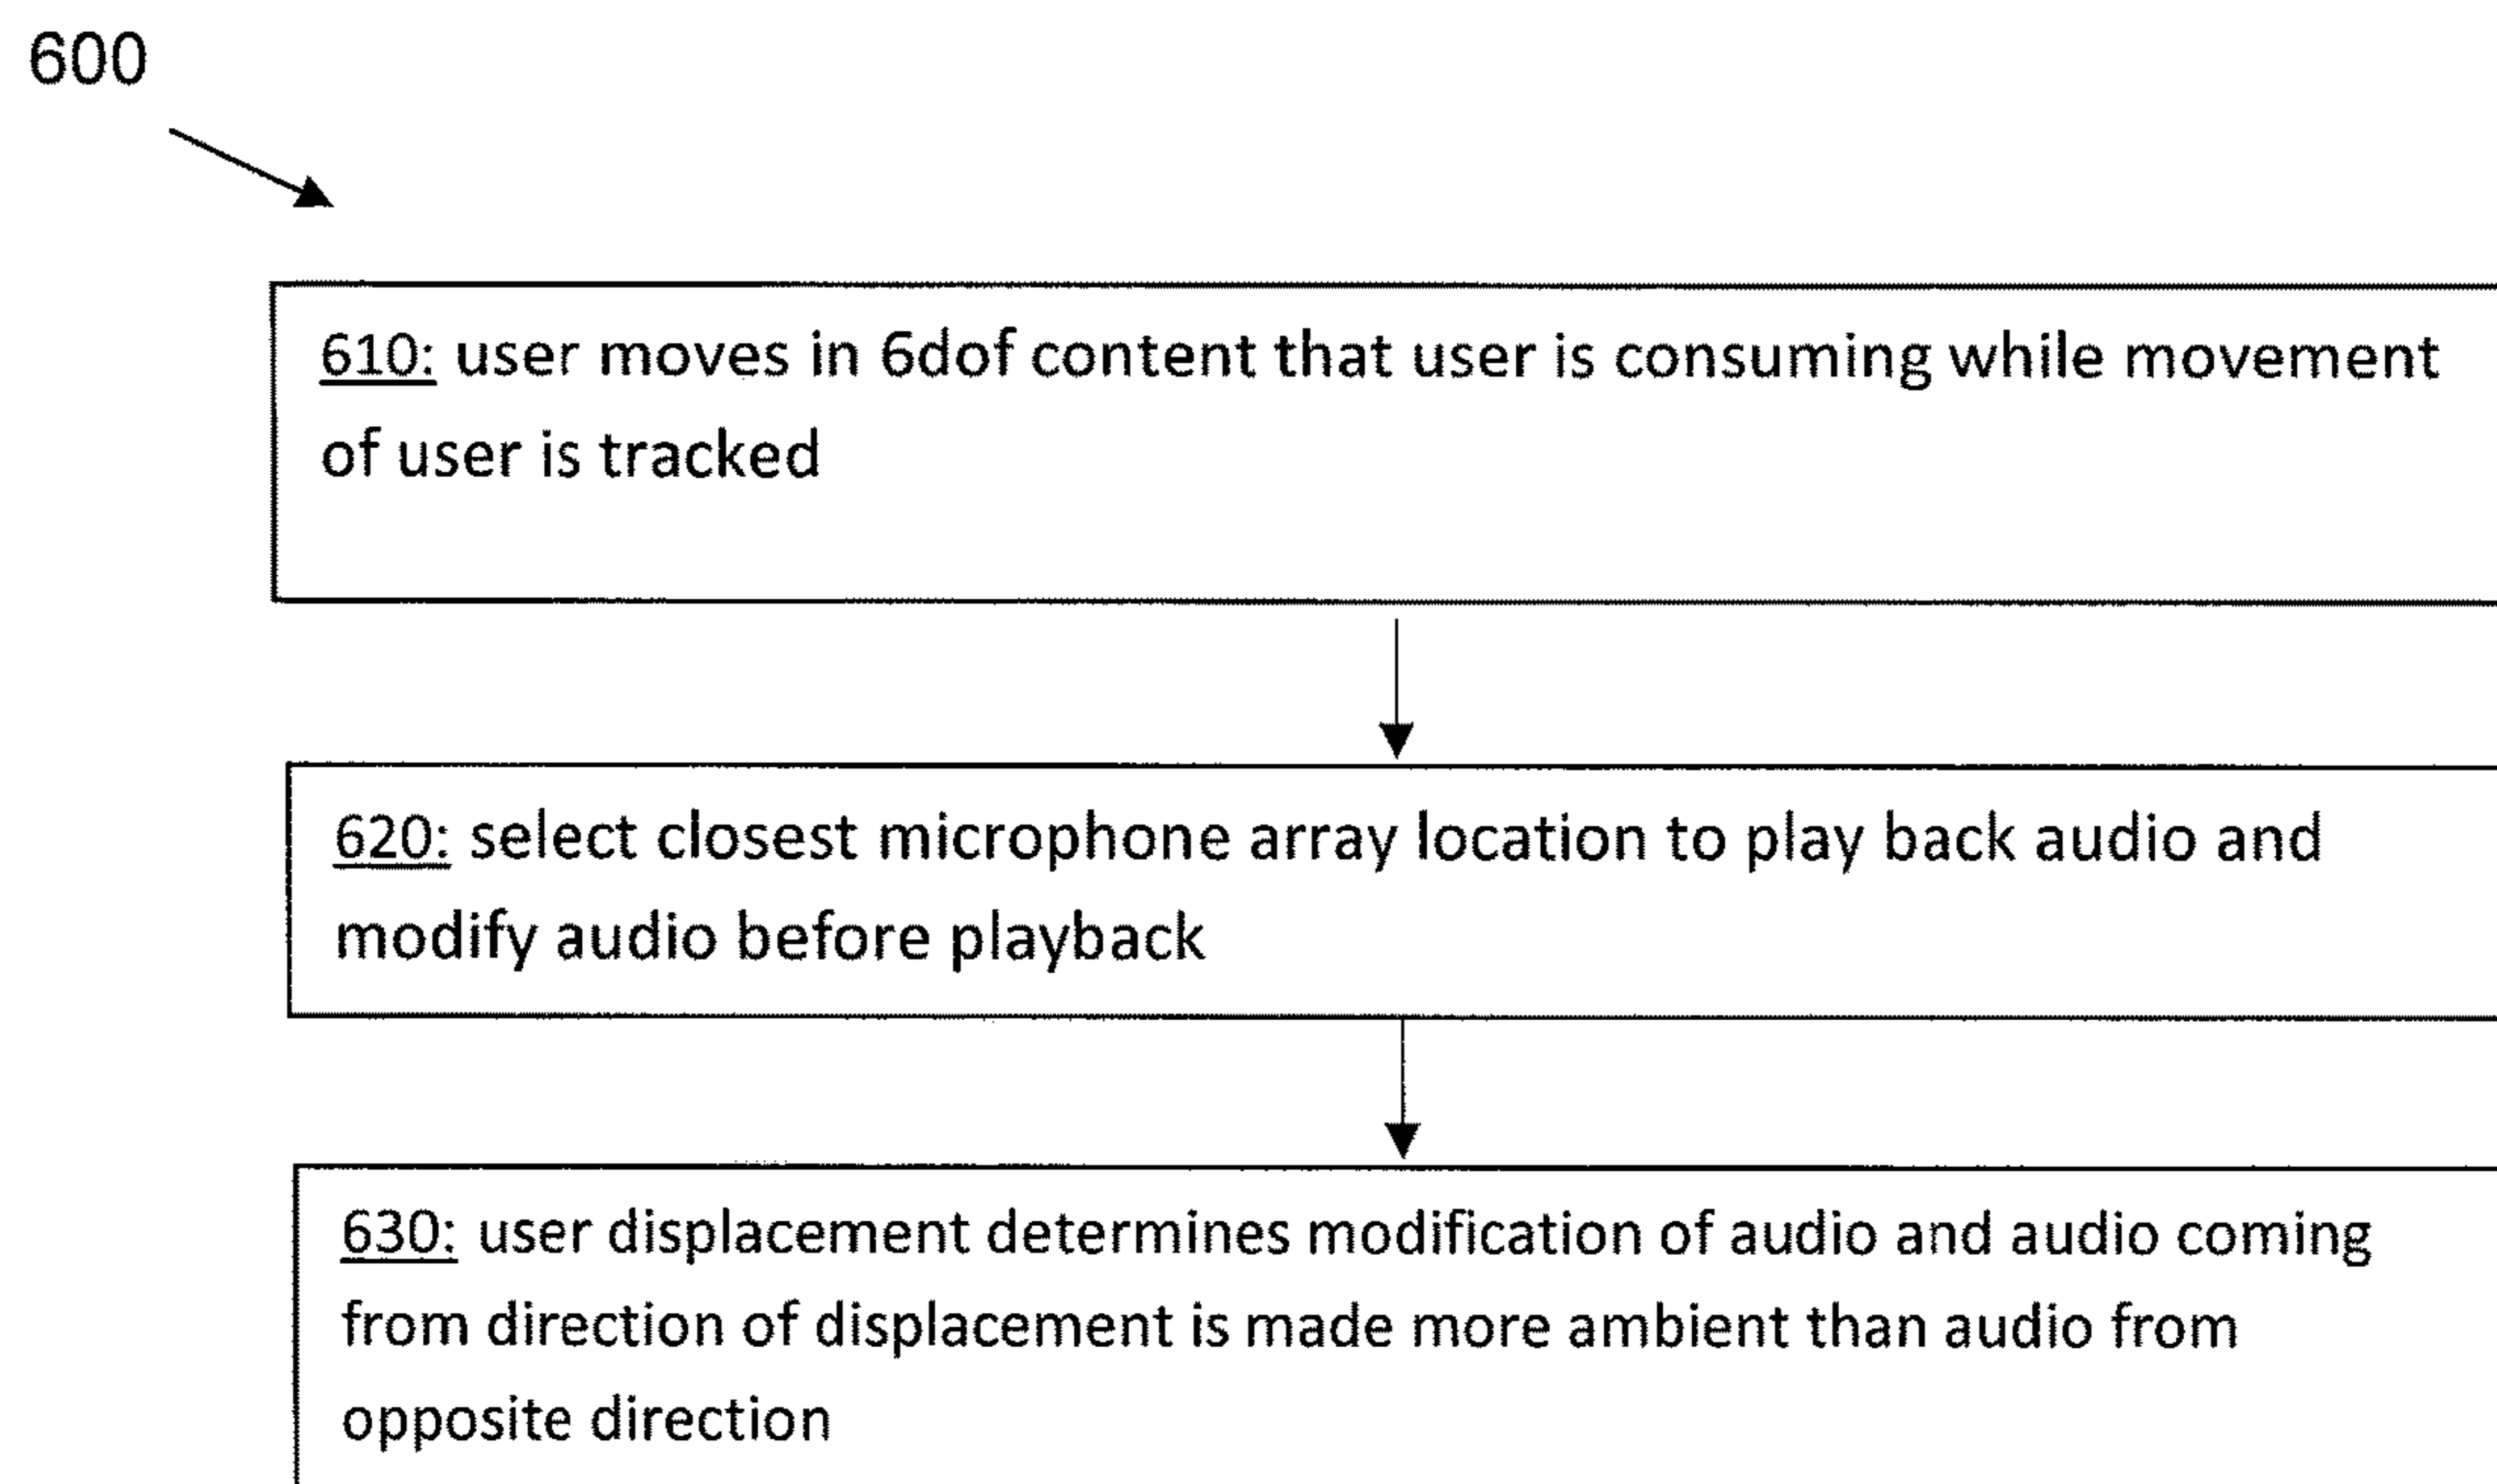 600
610: user moves in 6dof content that user is consuming while movement
of user is tracked
620: select closest microphone array location to play back audio and
modify audio before playback
630: user displacement determines modification of audio and audio coming
from direction of displacement is made more ambient than audio from
opposite direction